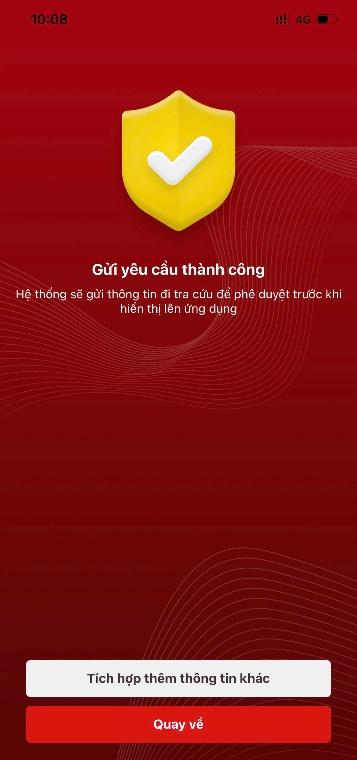 10:08
4G
Gửi yêu cầu thành công
Hệ thống sẽ gửi thông tin đi tra cứu để phê duyệt trước khi
hiển thị lên ứng dụng
Tích hợp thêm thông tin khác
Quay về